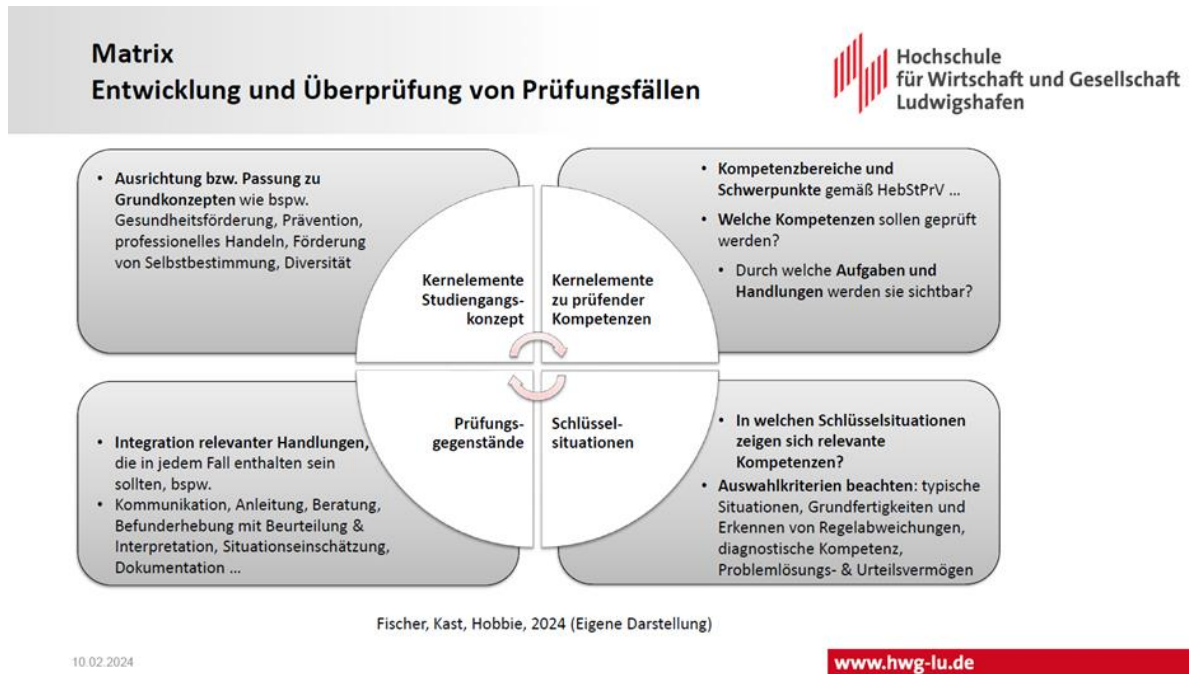 Matrix
Entwicklung und Überprüfung von Prüfungsfällen
Hochschule
für Wirtschaft und Gesellschaft
Ludwigshafen
• Ausrichtung bzw. Passung zu
Grundkonzepten wie bspw.
Gesundheitsförderung, Prävention,
professionelles Handeln, Förderung
von Selbstbestimmung, Diversität
• Kompetenzbereiche und
Schwerpunkte gemäß HebStPrV ...
• Welche Kompetenzen sollen geprüft
werden?
• Durch welche Aufgaben und
Handlungen werden sie sichtbar?
Kernelemente
Studiengangs-
konzept
Kernelemente
zu prüfender
Kompetenzen
Prüfungs-
gegenstände
Schlüssel-
situationen
• Integration relevanter Handlungen,
die in jedem Fall enthalten sein
sollten, bspw.
• Kommunikation, Anleitung, Beratung,
Befunderhebung mit Beurteilung &
Interpretation, Situationseinschätzung,
Dokumentation ...
• In welchen Schlüsselsituationen
zeigen sich relevante
Kompetenzen?
• Auswahlkriterien beachten: typische
Situationen, Grundfertigkeiten und
Erkennen von Regelabweichungen,
diagnostische Kompetenz,
Problemlösungs- & Urteilsvermögen
Fischer, Kast, Hobbie, 2024 (Eigene Darstellung)
10.02.2024
www.hwg-lu.de